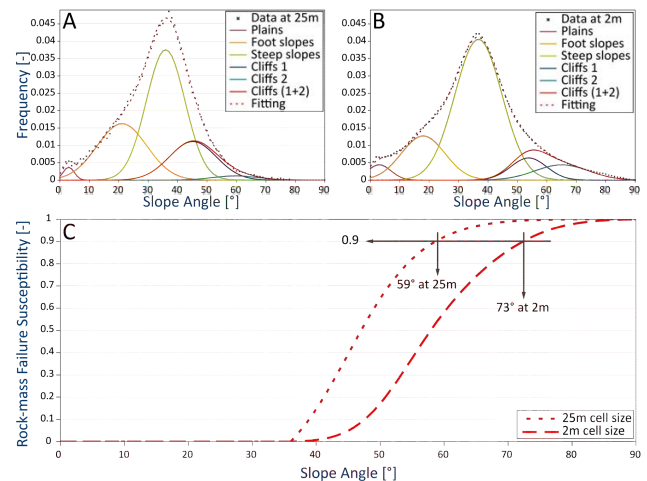 A
Frequency [-]
0.045
0.04
0.035
0.03
0.025
0.02
0.015
0.01
0.005
0
0 10 20 30 40 50 60 70 80 90
Slope Angle [°]
Data at 25m
Plains
Foot slopes
Steep slopes
Cliffs 1
Cliffs 2
Cliffs (1+2)
Fitting
B
0.045
0.04
0.035
0.03
0.025
0.02
0.015
0.01
0.005
0
0 10 20 30 40 50 60 70 80 90
Slope Angle [°]
Data at 2m
Plains
Foot slopes
Steep slopes
Cliffs 1
Cliffs 2
Cliffs (1+2)
Fitting
C
Rock-mass Failure Susceptibility [-]
1
0.9
0.8
0.7
0.6
0.5
0.4
0.3
0.2
0.1
0
0.9
59° at 25m
73° at 2m
25m cell size
2m cell size
0 10 20 30 40 50 60 70 80 90
Slope Angle [°]